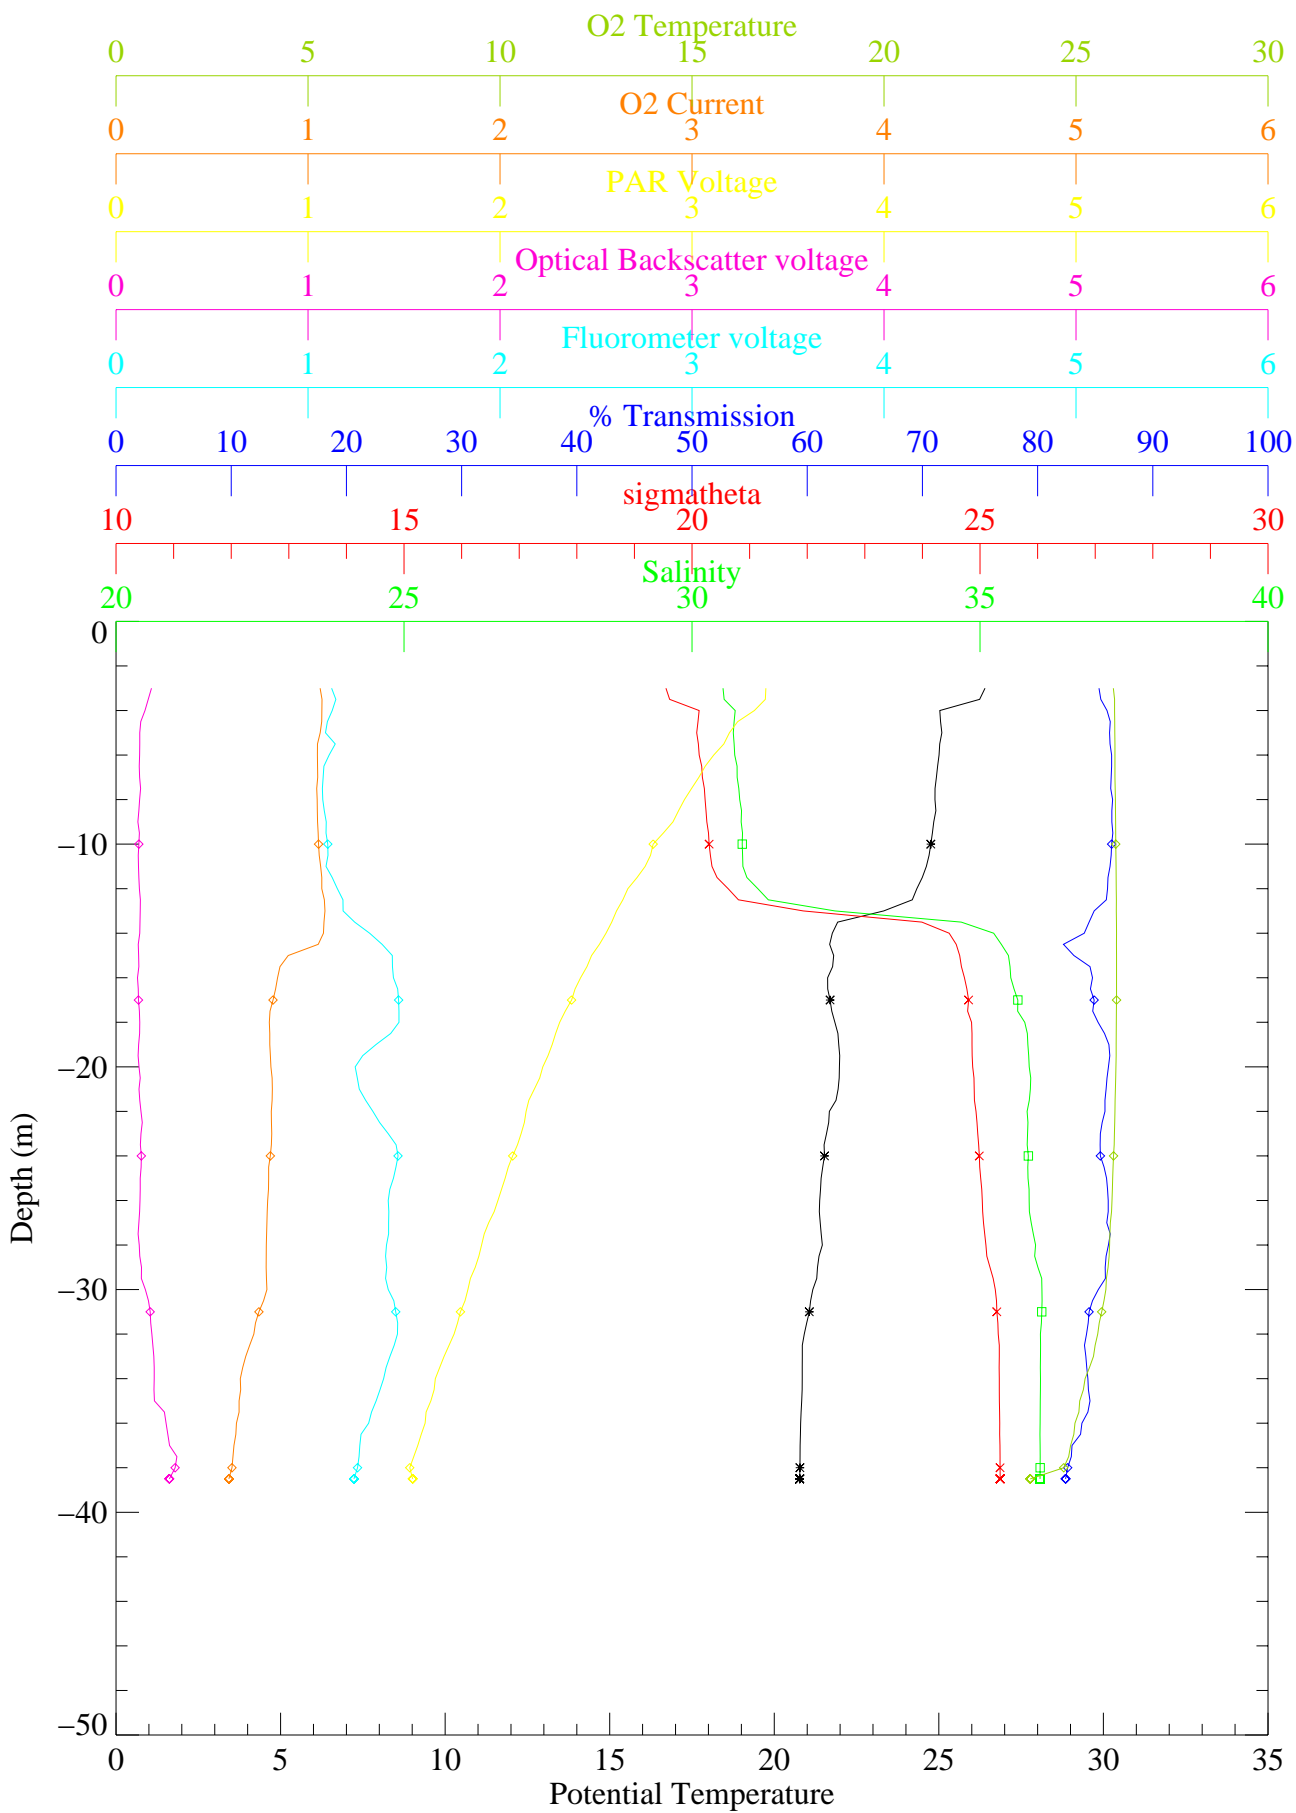 O2 Temperature
0 5 10 15 20 25 30
O2 Current
0 1 2 3 4 5 6
PAR Voltage
0 1 2 3 4 5 6
Optical Backscatter voltage
0 1 2 3 4 5 6
Fluorometer voltage
0 1 2 3 4 5 6
% Transmission
0 10 20 30 40 50 60 70 80 90 100
sigmatheta
10 15 20 25 30
Salinity
20 25 30 35 40
0
−10
−20
−30
−40
−50
Depth (m)
0 5 10 15 20 25 30 35
Potential Temperature